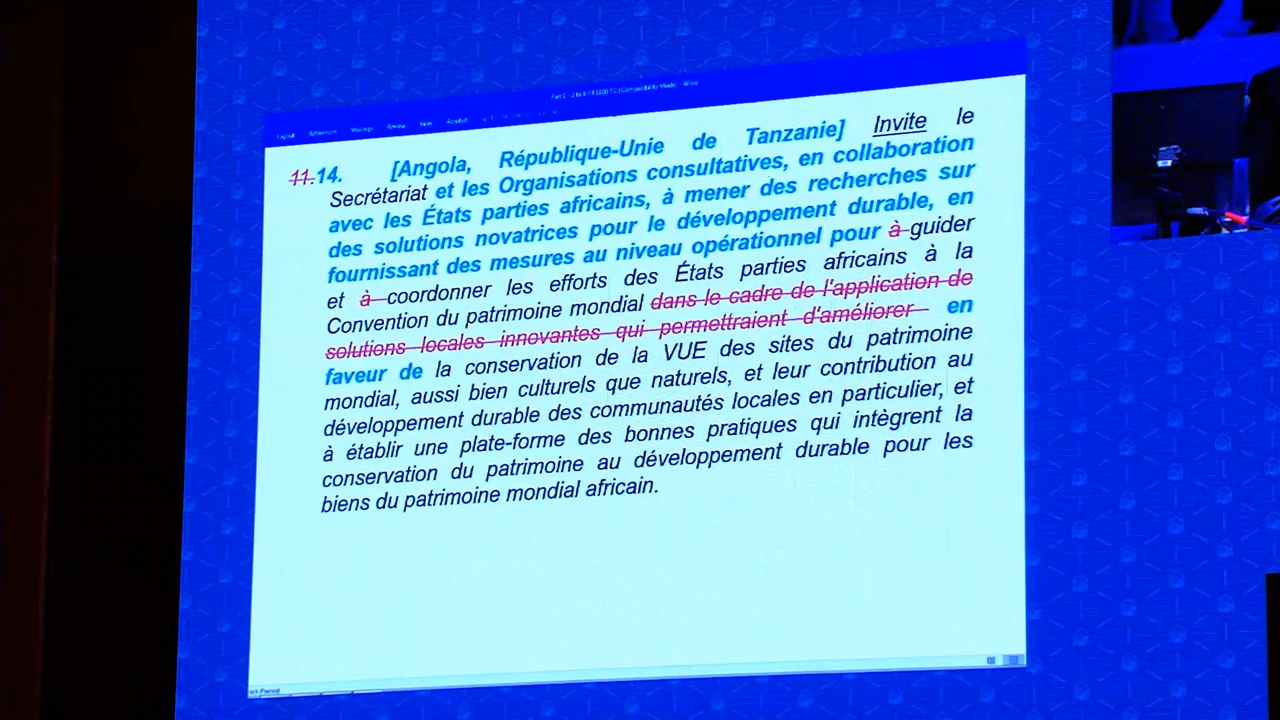 Layout References Mailings Review View Acrobat
11.14. [Angola, République-Unie de Tanzanie] Invite le
Secrétariat et les Organisations consultatives, en collaboration
avec les États parties africains, à mener des recherches sur
des solutions novatrices pour le développement durable, en
fournissant des mesures au niveau opérationnel pour à guider
et à coordonner les efforts des États parties africains à la
Convention du patrimoine mondial dans le cadre de l'application de
solutions locales innovantes qui permettraient d'améliorer en
faveur de la conservation de la VUE des sites du patrimoine
mondial, aussi bien culturels que naturels, et leur contribution au
développement durable des communautés locales en particulier, et
à établir une plate-forme des bonnes pratiques qui intègrent la
conservation du patrimoine au développement durable pour les
biens du patrimoine mondial africain.